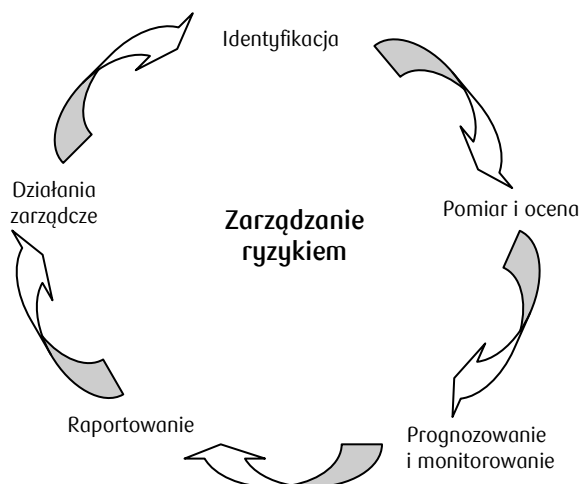 Identyfikacja
Pomiar i ocena
Prognozowanie
i monitorowanie
Raportowanie
Działania
zarządcze
Zarządzanie
ryzykiem